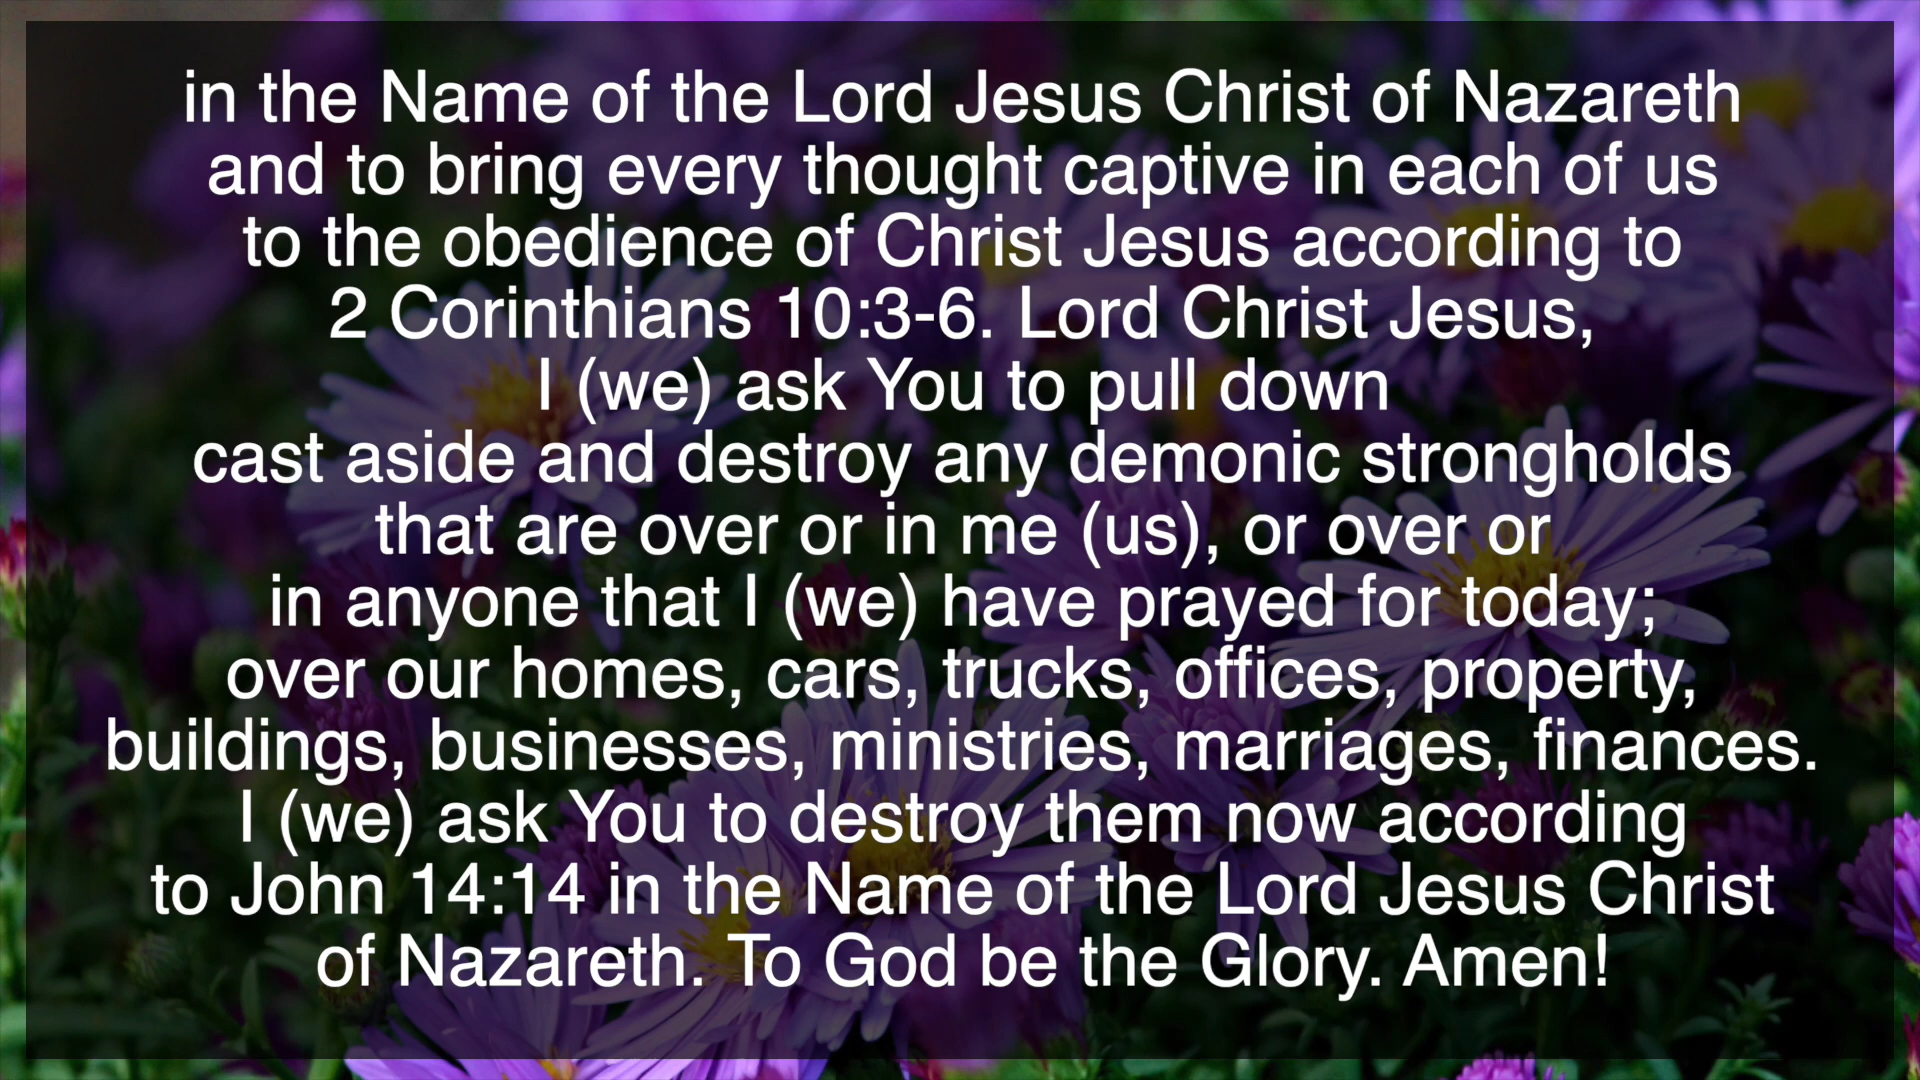 in the Name of the Lord Jesus Christ of Nazareth
and to bring every thought captive in each of us
to the obedience of Christ Jesus according to
2 Corinthians 10:3-6. Lord Christ Jesus,
I (we) ask You to pull down
cast aside and destroy any demonic strongholds
that are over or in me (us), or over or
in anyone that I (we) have prayed for today;
over our homes, cars, trucks, offices, property,
buildings, businesses, ministries, marriages, finances.
I (we) ask You to destroy them now according
to John 14:14 in the Name of the Lord Jesus Christ
of Nazareth. To God be the Glory. Amen!